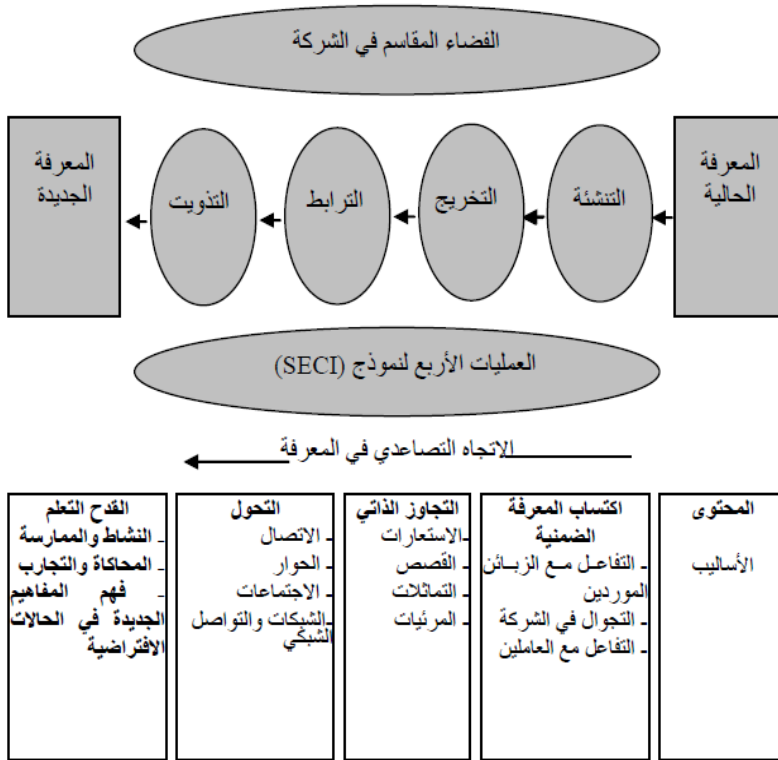 الفضاء المقاسم في الشركة
المعرفة
الحالية
التنشئة
التخريج
الترابط
التذويت
المعرفة
الجديدة
العمليات الأربع لنموذج (SECI)
الاتجاه التصاعدي في المعرفة
المحتوى
الأساليب
اكتساب المعرفة
الضمنية
ـ التفاعل مع الزبائن
الموردين
ـ التجوال في الشركة
ـ التفاعل مع العاملين
التجاوز الذاتي
ـ الاستعارات
ـ القصص
ـ التماثلات
ـ المرئيات
التحول
ـ الاتصال
ـ الحوار
ـ الاجتماعات
ـ الشبكات والتواصل
الشبكي
القدح التعلم
ـ النشاط والممارسة
ـ المحاكاة والتجارب
ـ فهم المفاهيم
الجديدة في الحالات
الافتراضية